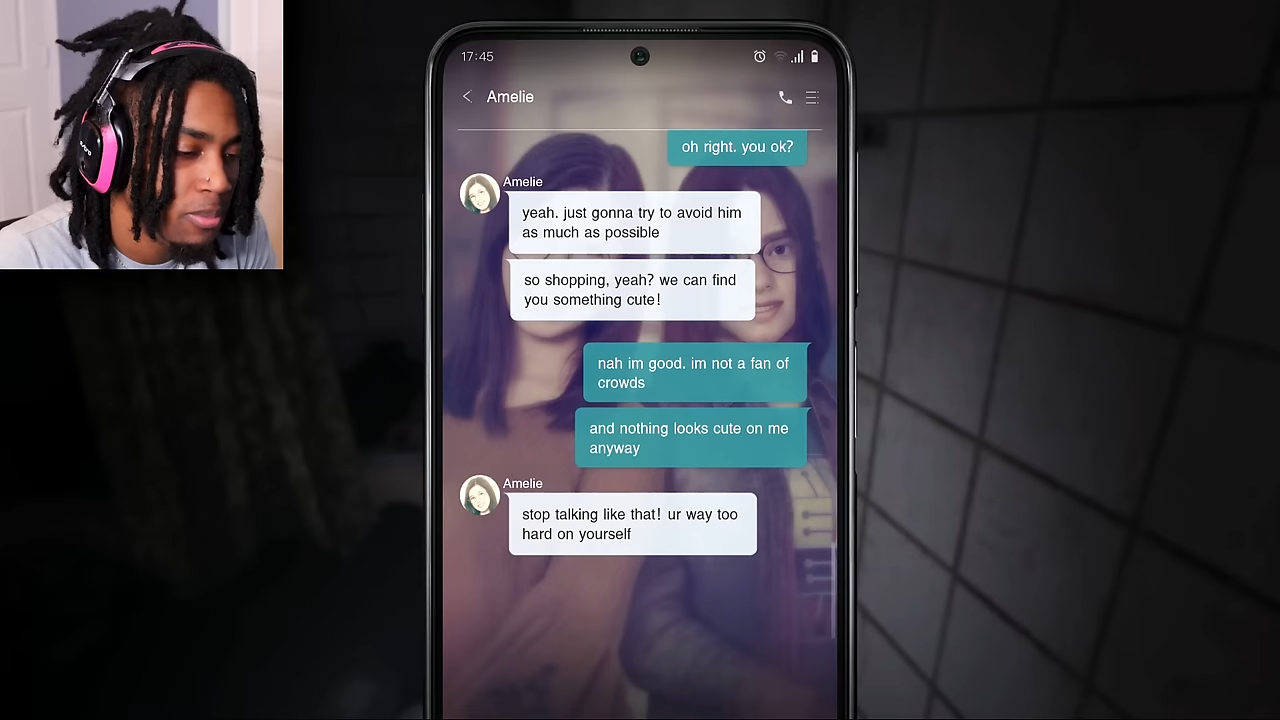 17:45
Amelie
oh right. you ok?
Amelie
yeah. just gonna try to avoid him
as much as possible
so shopping, yeah? we can find
you something cute!
nah im good. im not a fan of
crowds
and nothing looks cute on me
anyway
Amelie
stop talking like that! ur way too
hard on yourself